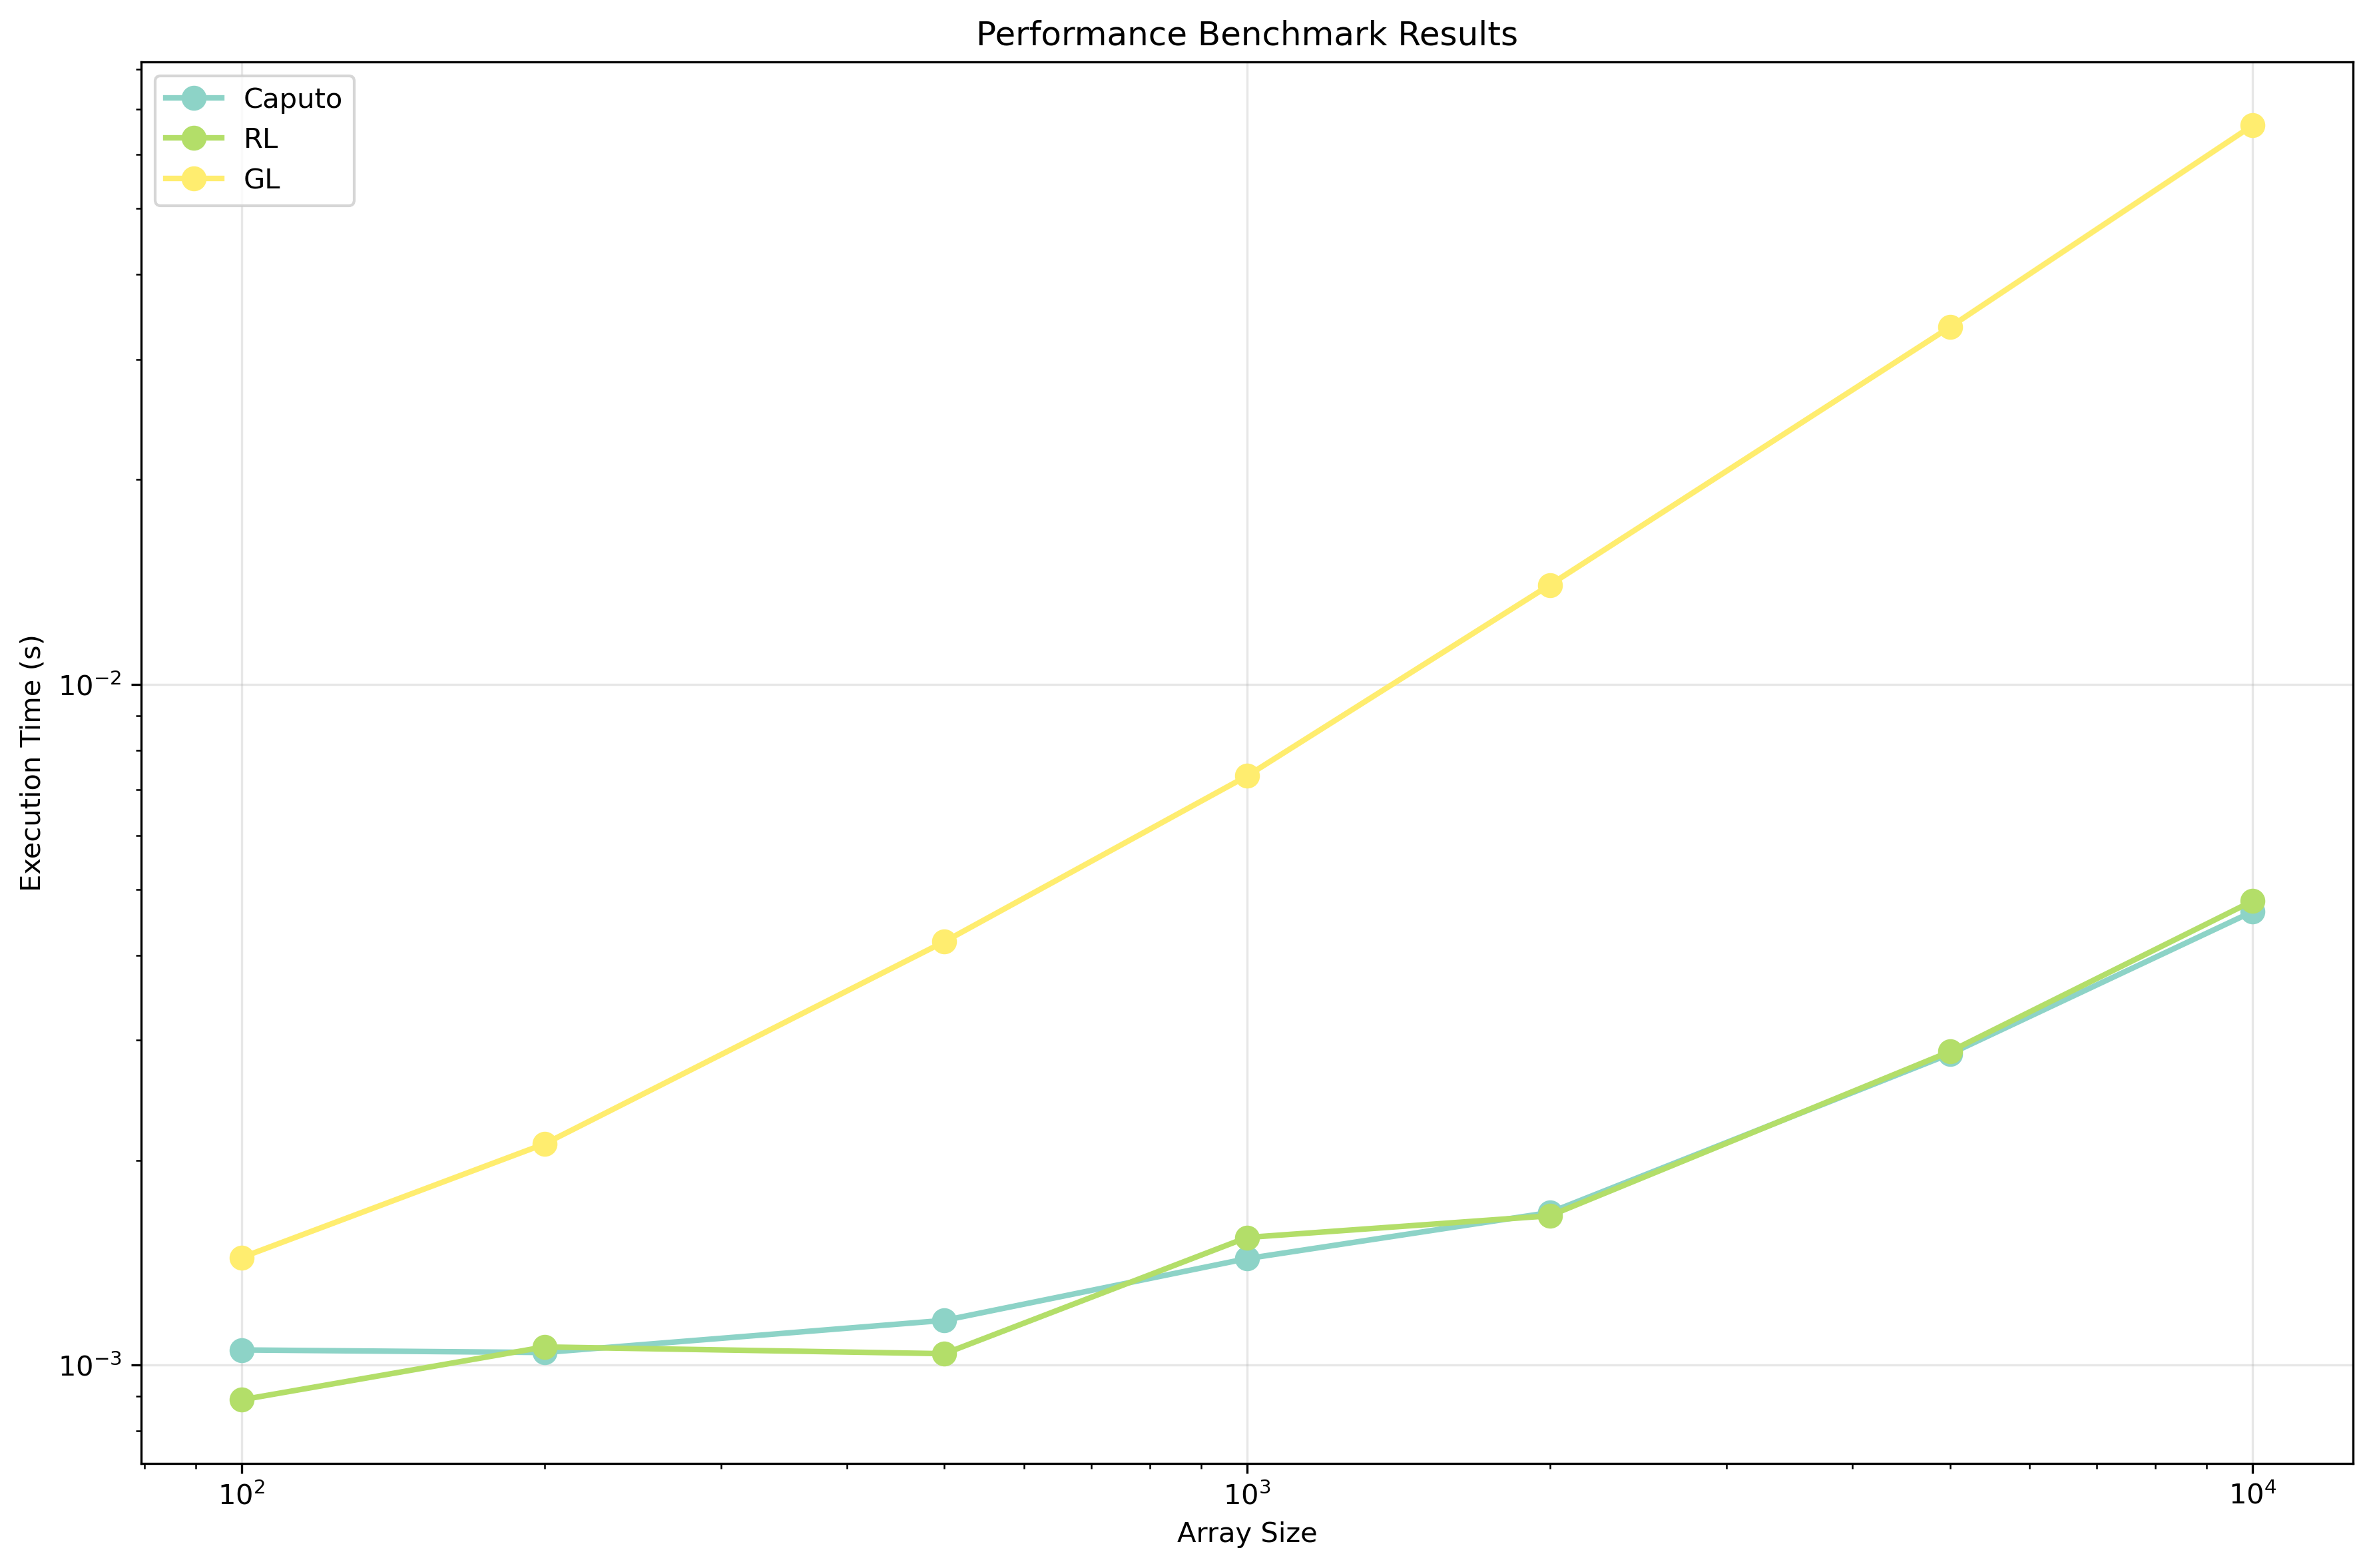 Performance Benchmark Results
Caputo
RL
GL
Execution Time (s)
10⁻²
10⁻³
10²
10³
10⁴
Array Size